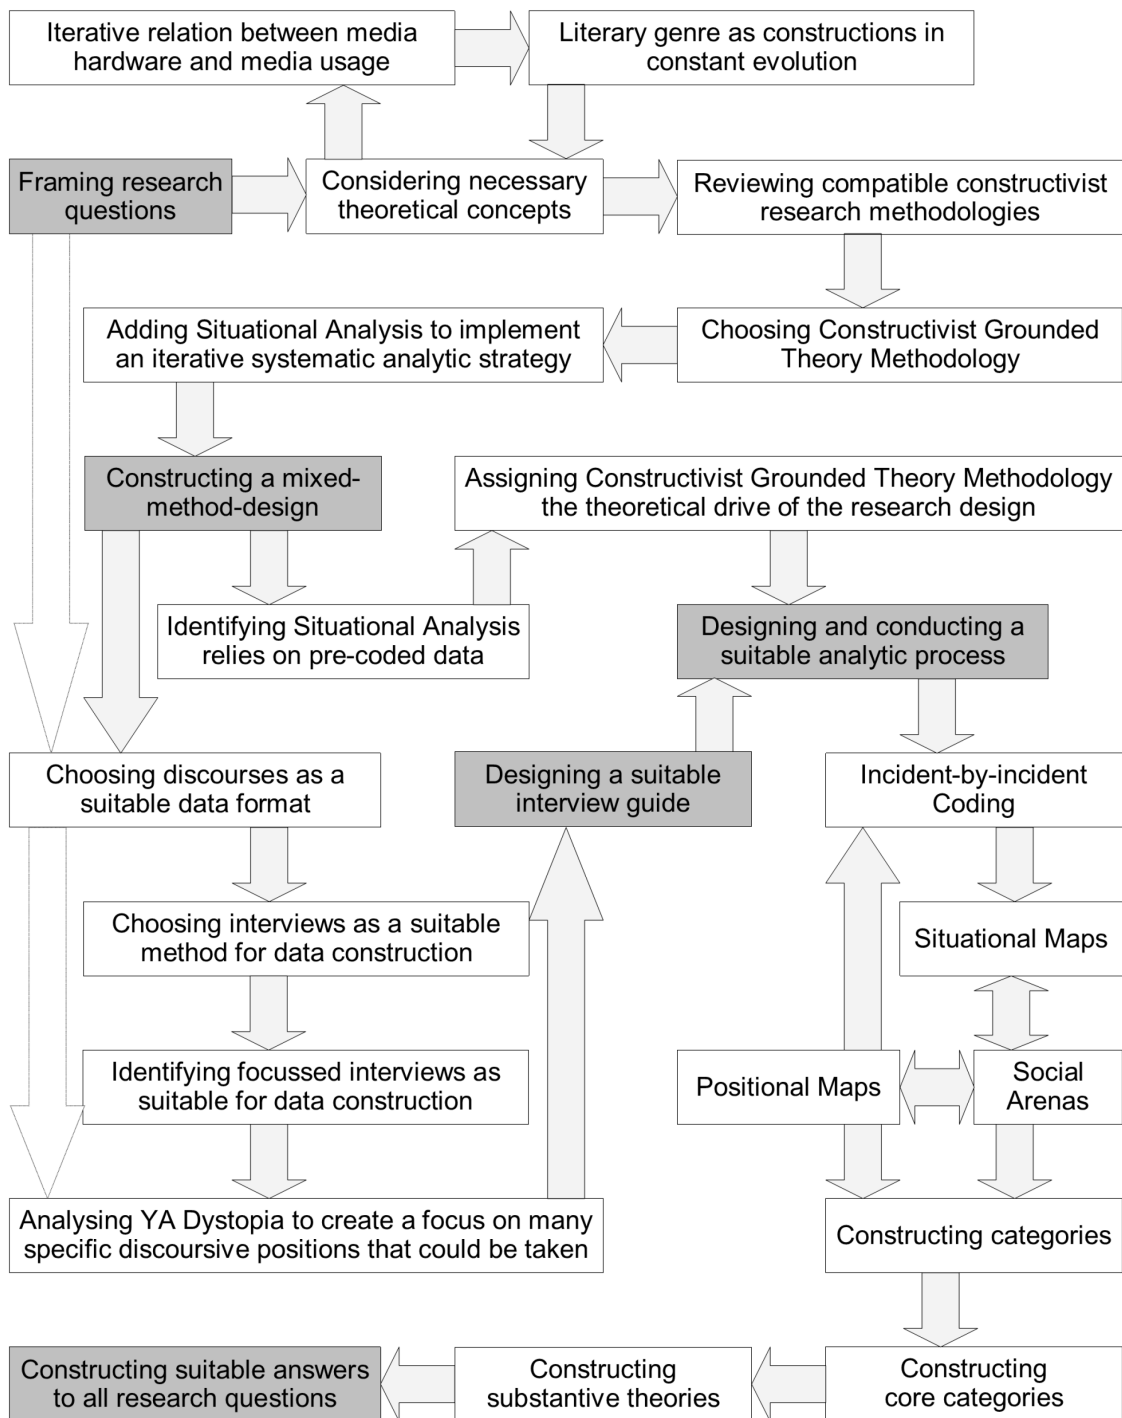 Iterative relation between media
hardware and media usage
Literary genre as constructions in
constant evolution
Framing research
questions
Considering necessary
theoretical concepts
Reviewing compatible constructivist
research methodologies
Adding Situational Analysis to implement
an iterative systematic analytic strategy
Choosing Constructivist Grounded
Theory Methodology
Constructing a mixed-
method-design
Assigning Constructivist Grounded Theory Methodology
the theoretical drive of the research design
Identifying Situational Analysis
relies on pre-coded data
Designing and conducting a
suitable analytic process
Choosing discourses as a
suitable data format
Designing a suitable
interview guide
Incident-by-incident
Coding
Choosing interviews as a suitable
method for data construction
Situational Maps
Identifying focussed interviews as
suitable for data construction
Positional Maps
Social
Arenas
Analysing YA Dystopia to create a focus on many
specific discoursive positions that could be taken
Constructing categories
Constructing suitable answers
to all research questions
Constructing
substantive theories
Constructing
core categories